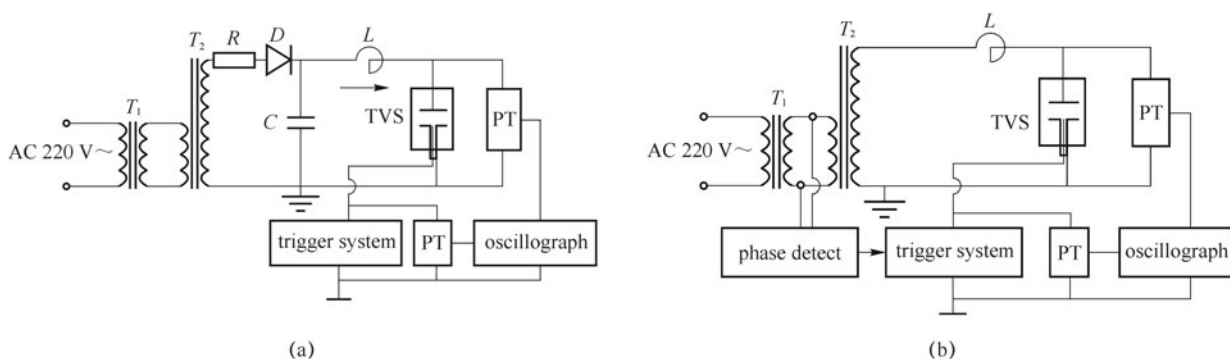 T₂ R D L
T₁
C
TVS
PT
AC 220 V～
trigger system
PT
oscillograph
(a)
L
T₂
T₁
TVS
PT
AC 220 V～
phase detect
trigger system
PT
oscillograph
(b)